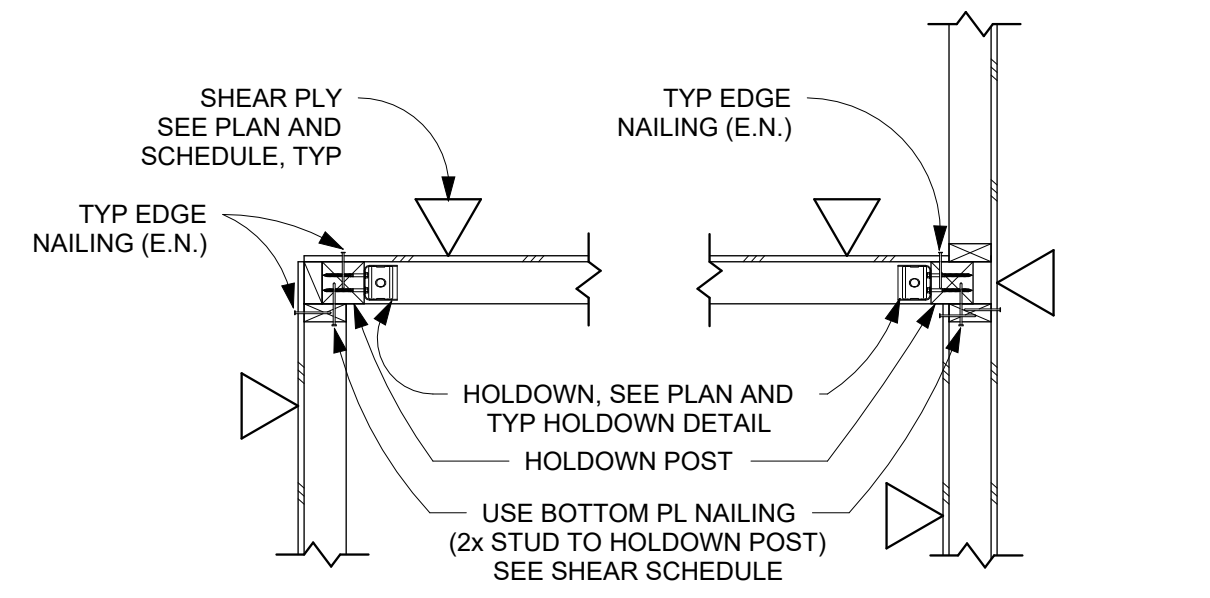 SHEAR PLY
SEE PLAN AND
SCHEDULE, TYP
TYP EDGE
NAILING (E.N.)
TYP EDGE
NAILING (E.N.)
HOLDOWN, SEE PLAN AND
TYP HOLDOWN DETAIL
HOLDOWN POST
USE BOTTOM PL NAILING
(2x STUD TO HOLDOWN POST)
SEE SHEAR SCHEDULE